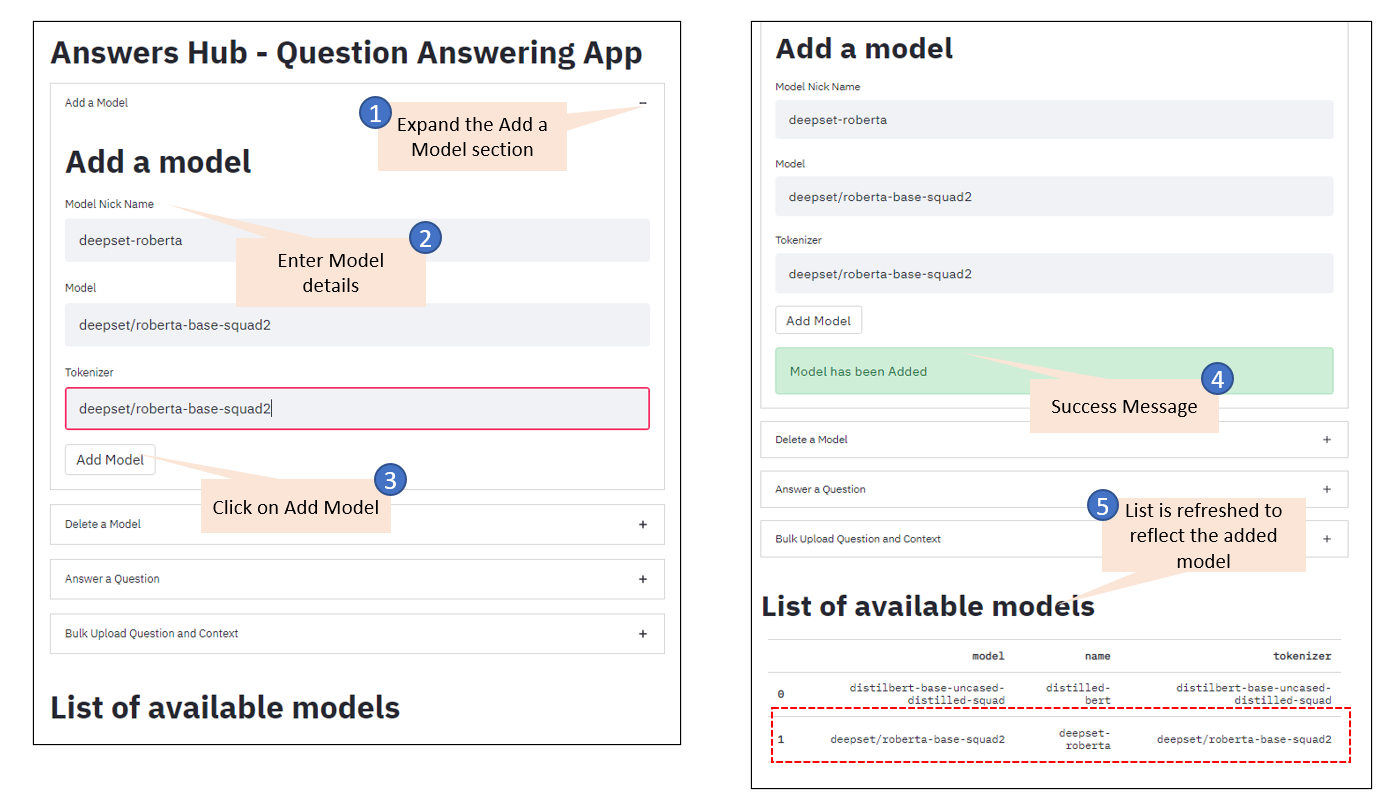 Answers Hub - Question Answering App
Add a Model
−
1
Expand the Add a
Model section
Add a model
Model Nick Name
deepset-roberta
2
Enter Model
details
Model
deepset/roberta-base-squad2
Tokenizer
deepset/roberta-base-squad2
Add Model
3
Click on Add Model
Delete a Model +
Answer a Question +
Bulk Upload Question and Context +
List of available models
Add a model
Model Nick Name
deepset-roberta
Model
deepset/roberta-base-squad2
Tokenizer
deepset/roberta-base-squad2
Add Model
Model has been Added
4
Success Message
Delete a Model +
Answer a Question +
5
List is refreshed to
reflect the added
model
Bulk Upload Question and Context +
List of available models
model name tokenizer
0 distilbert-base-uncased- distilled- distilbert-base-uncased-
distilled-squad bert distilled-squad
1 deepset/roberta-base-squad2 deepset- deepset/roberta-base-squad2
roberta